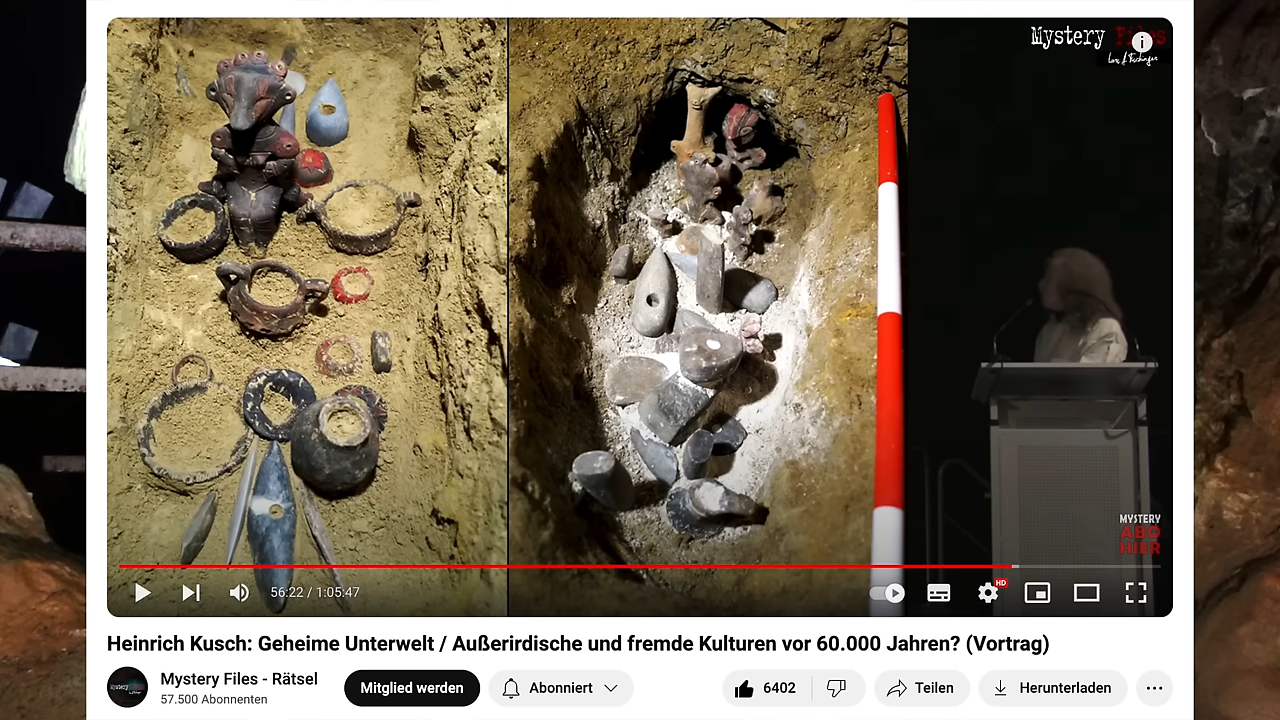 Mystery Files
56:22 / 1:05:47
HD
MYSTERY
ABO
HIER
Heinrich Kusch: Geheime Unterwelt / Außerirdische und fremde Kulturen vor 60.000 Jahren? (Vortrag)
Mystery Files - Rätsel
57.500 Abonnenten
Mitglied werden
Abonniert
6402
Teilen
Herunterladen